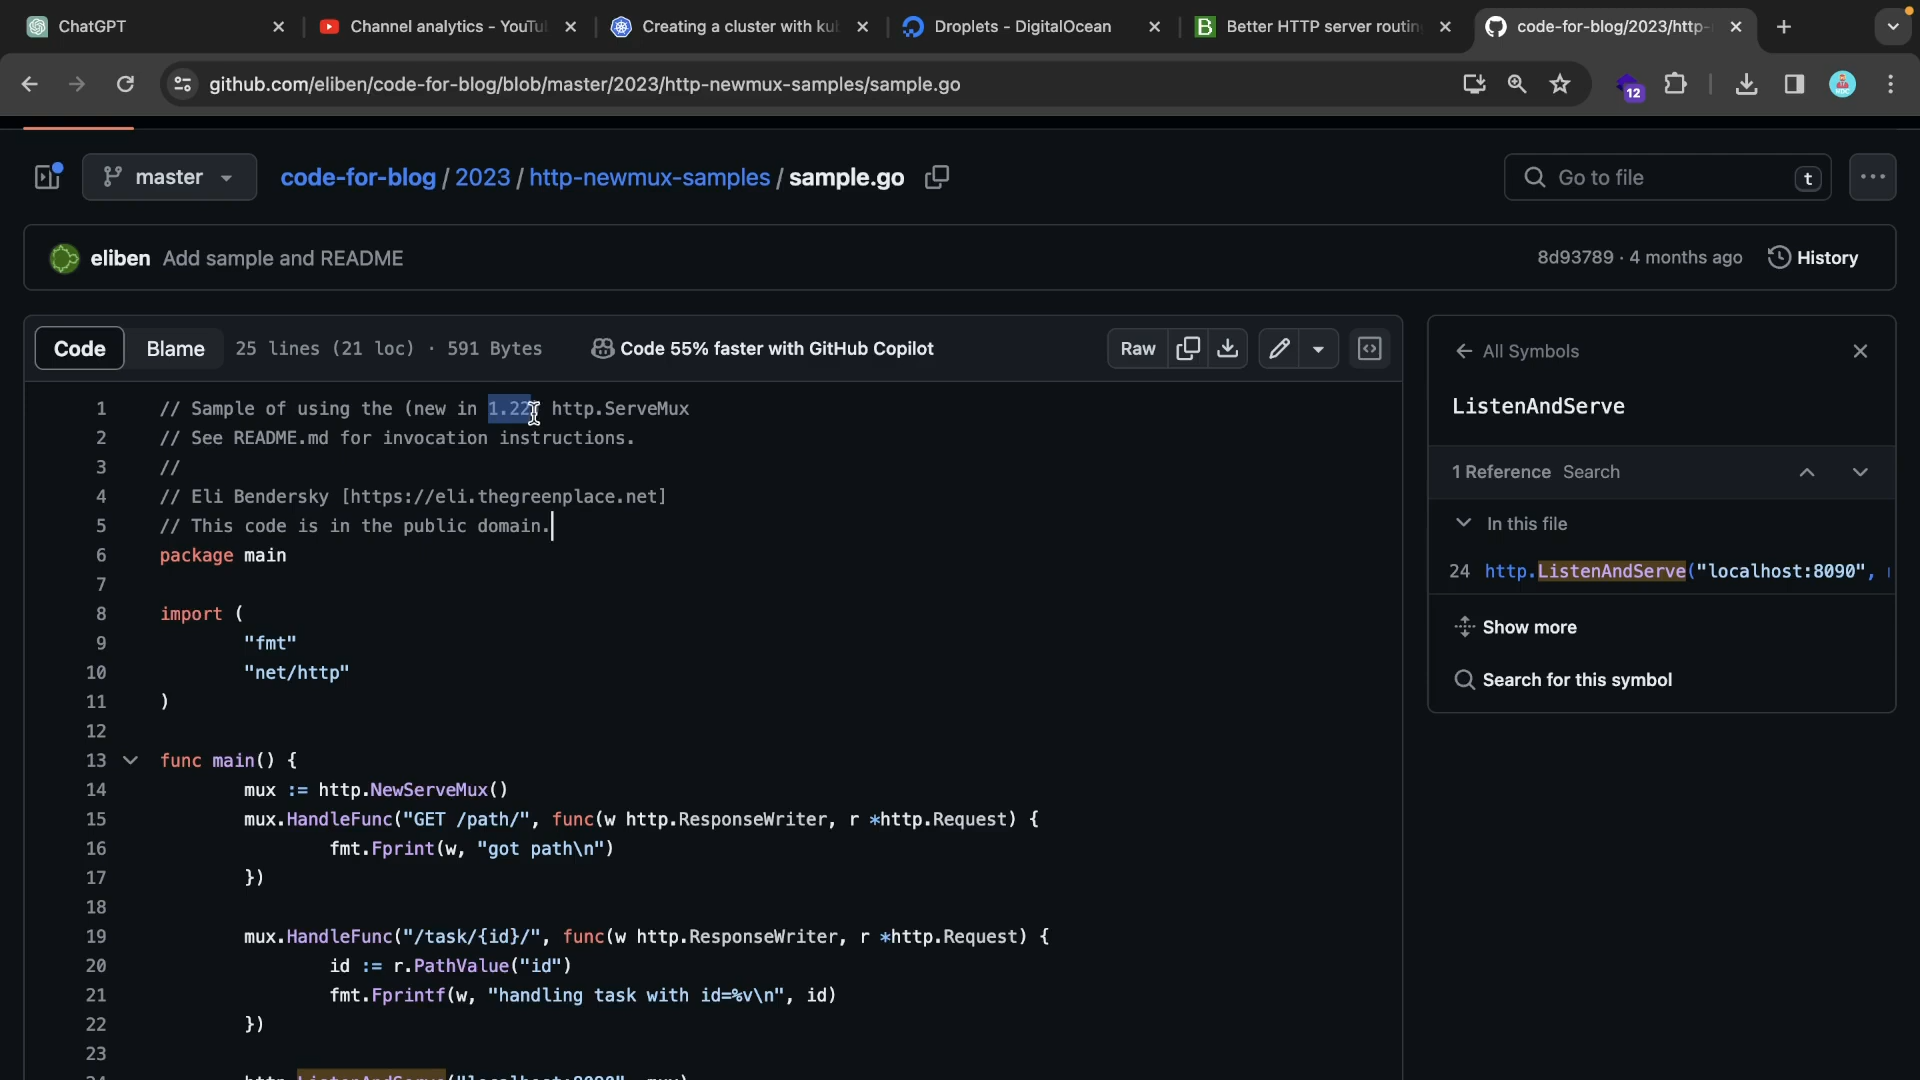 ChatGPT
Channel analytics - YouTu
Creating a cluster with ku
Droplets - DigitalOcean
Better HTTP server routin
code-for-blog/2023/http-
github.com/eliben/code-for-blog/blob/master/2023/http-newmux-samples/sample.go
12
master
code-for-blog / 2023 / http-newmux-samples / sample.go
Go to file
t
eliben Add sample and README
8d93789 · 4 months ago
History
Code
Blame
25 lines (21 loc) · 591 Bytes
Code 55% faster with GitHub Copilot
Raw
1 // Sample of using the (new in 1.22) http.ServeMux
2 // See README.md for invocation instructions.
3 //
4 // Eli Bendersky [https://eli.thegreenplace.net]
5 // This code is in the public domain.
6 package main
7
8 import (
9 "fmt"
10 "net/http"
11 )
12
13 func main() {
14 mux := http.NewServeMux()
15 mux.HandleFunc("GET /path/", func(w http.ResponseWriter, r *http.Request) {
16 fmt.Fprint(w, "got path\n")
17 })
18
19 mux.HandleFunc("/task/{id}/", func(w http.ResponseWriter, r *http.Request) {
20 id := r.PathValue("id")
21 fmt.Fprintf(w, "handling task with id=%v\n", id)
22 })
23
24 http.ListenAndServe("localhost:8090", mux)
All Symbols
ListenAndServe
1 Reference Search
In this file
24 http.ListenAndServe("localhost:8090",
Show more
Search for this symbol